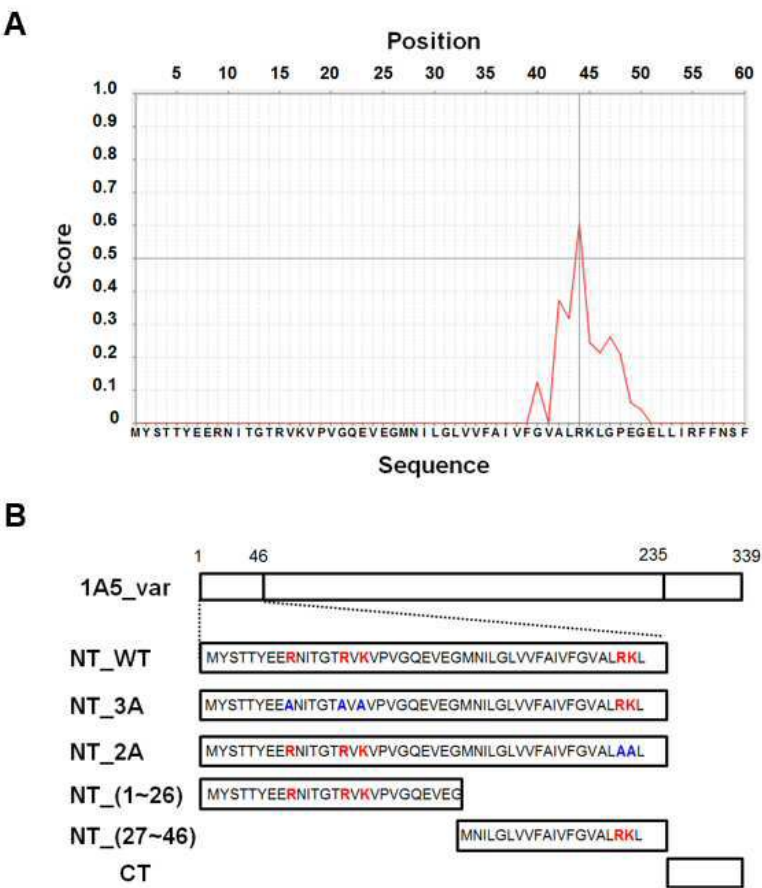 A
Position
5 10 15 20 25 30 35 40 45 50 55 60
1.0
0.9
0.8
0.7
0.6
0.5
0.4
0.3
0.2
0.1
0
Score
MYSTTYEERNITGTRVKVPVGQEVEGMNILGLVVFAIVFGVALRKLGPEGELLIRFFNSF
Sequence
B
1 46 235 339
1A5_var
NT_WT MYSTTYEERNITGTRVKVPVGQEVEGMNILGLVVFAIVFGVALRKL
NT_3A MYSTTYEEANITGTAVAVPVGQEVEGMNILGLVVFAIVFGVALRKL
NT_2A MYSTTYEERNITGTRVKVPVGQEVEGMNILGLVVFAIVFGVALAAL
NT_(1~26) MYSTTYEERNITGTRVKVPVGQEVEG
NT_(27~46) MNILGLVVFAIVFGVALRKL
CT